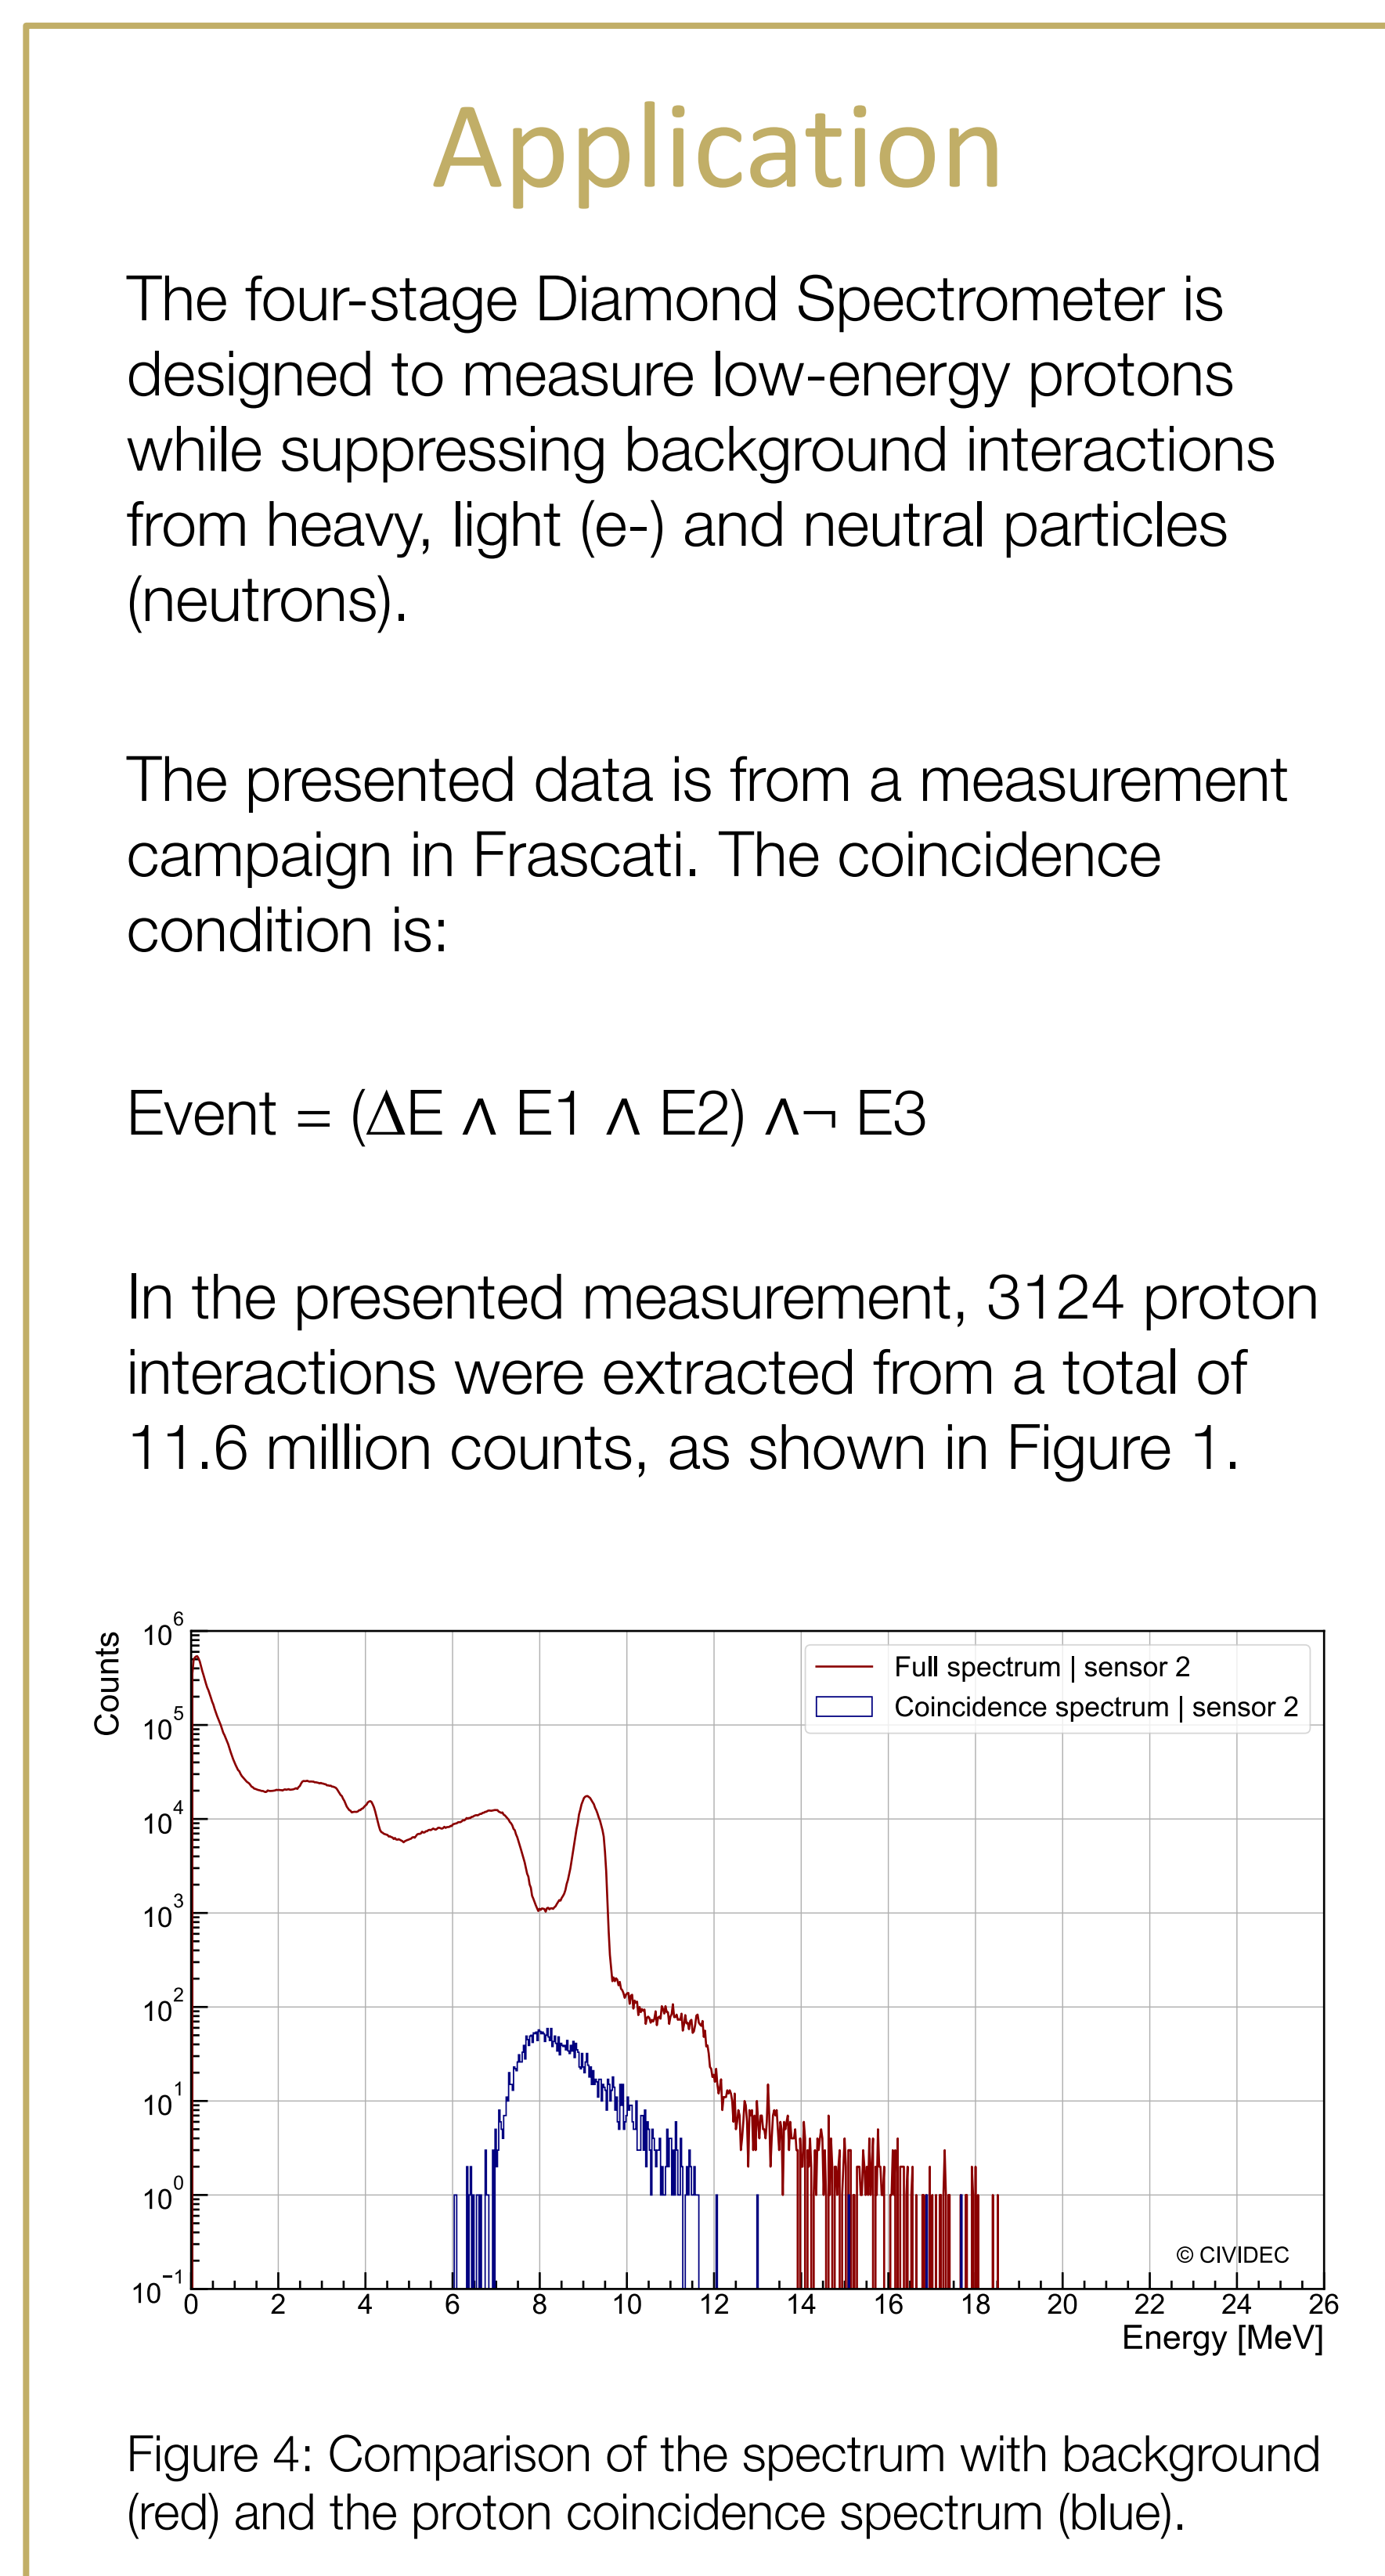 Application
The four-stage Diamond Spectrometer is
designed to measure low-energy protons
while suppressing background interactions
from heavy, light (e-) and neutral particles
(neutrons).
The presented data is from a measurement
campaign in Frascati. The coincidence
condition is:
Event = (ΔE ∧ E1 ∧ E2) ∧¬ E3
In the presented measurement, 3124 proton
interactions were extracted from a total of
11.6 million counts, as shown in Figure 1.
Counts
10^6
10^5
10^4
10^3
10^2
10^1
10^0
10^−1
Full spectrum | sensor 2
Coincidence spectrum | sensor 2
© CIVIDEC
0 2 4 6 8 10 12 14 16 18 20 22 24 26
Energy [MeV]
Figure 4: Comparison of the spectrum with background
(red) and the proton coincidence spectrum (blue).